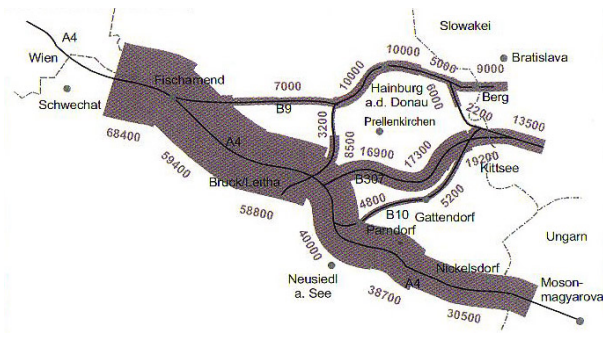 Slowakei
A4
Wien
10000
5000
Bratislava
9000
Fischamend
7000
10000
Hainburg
a.d. Donau
6000
Berg
Schwechat
B9
2200
3200
Prellenkirchen
13500
68400
A4
8500
16900
17300
19200
Kittsee
59400
Bruck/Leitha
B307
4800
5200
58800
B10
Gattendorf
Parndorf
40000
Ungarn
Neusiedl
a. See
Nickelsdorf
A4
Moson-
magyarova
38700
30500